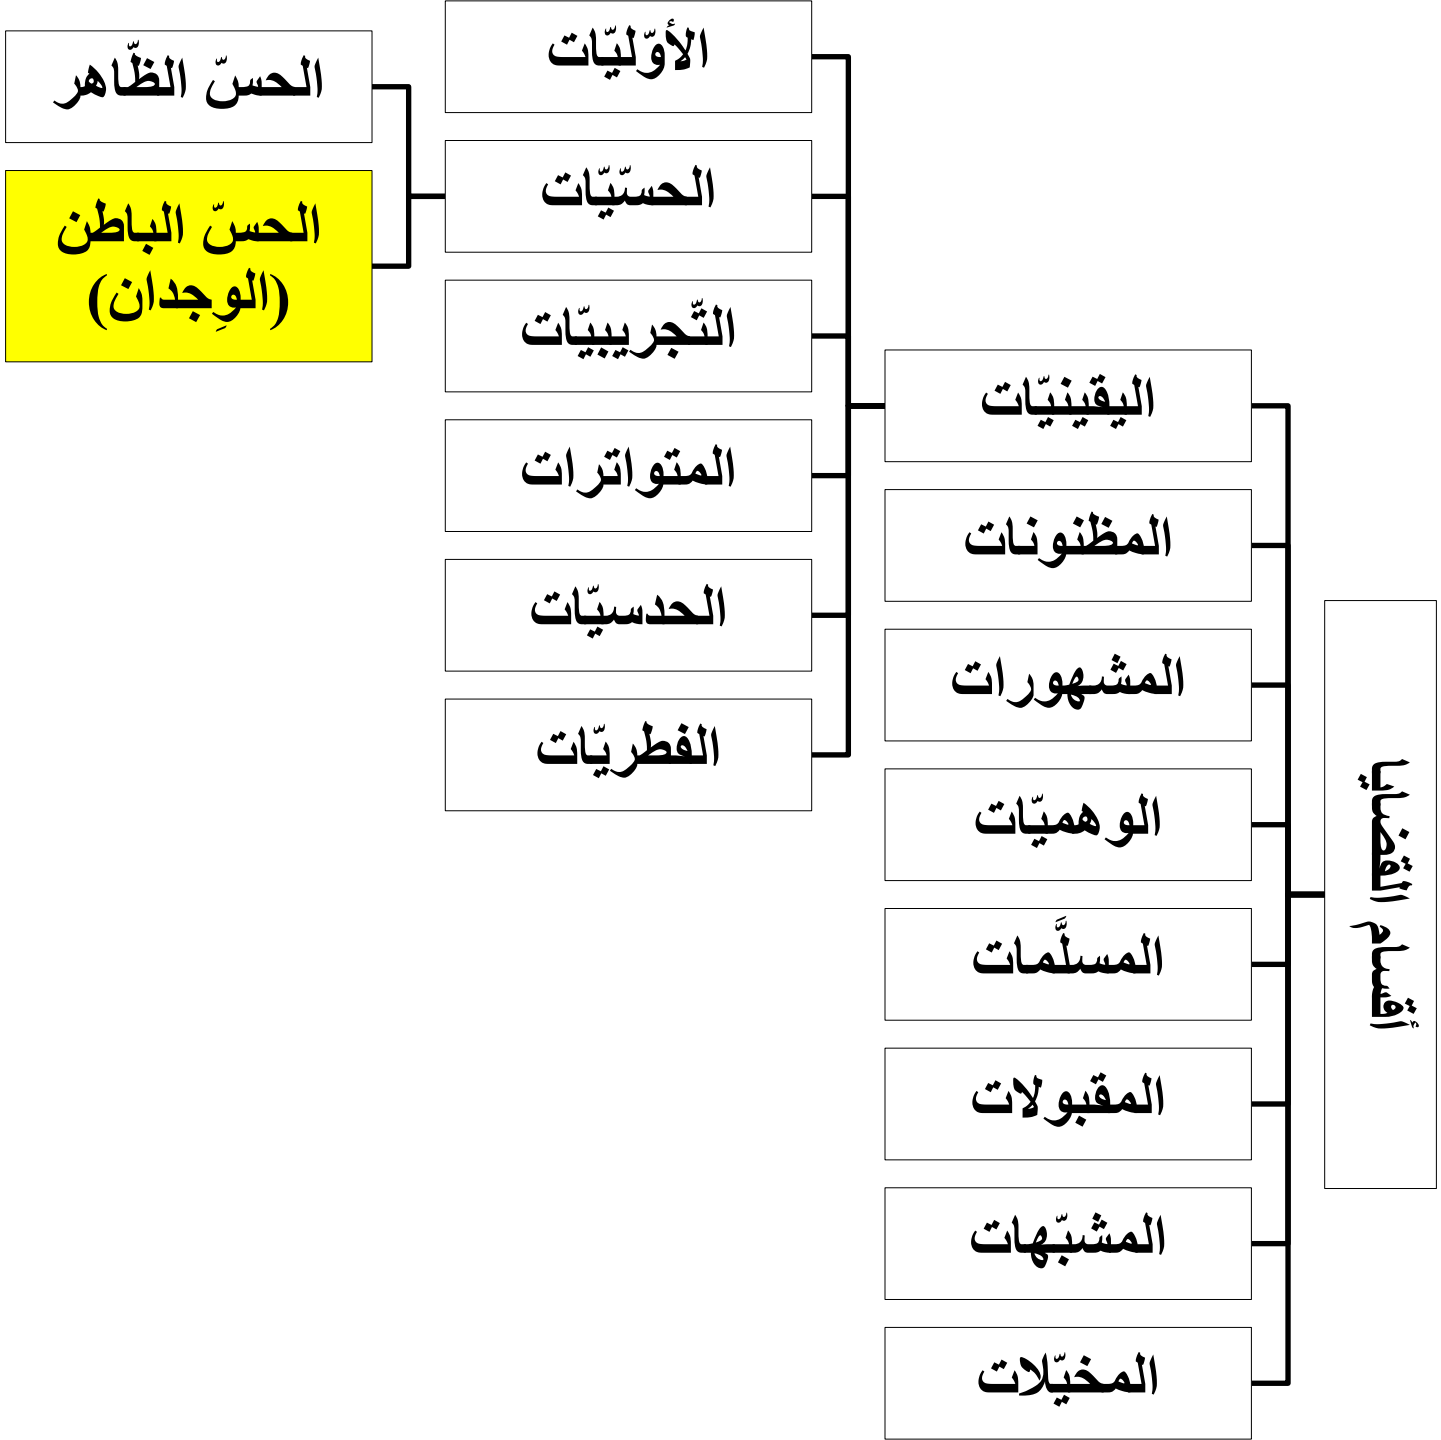 أقسام القضايا
اليقينيّات
المظنونات
المشهورات
الوهميّات
المسلَّمات
المقبولات
المشبّهات
المخيّلات
الأوّليّات
الحسّيّات
التّجريبيّات
المتواترات
الحدسيّات
الفطريّات
الحسّ الظّاهر
الحسّ الباطن
(الوِجدان)